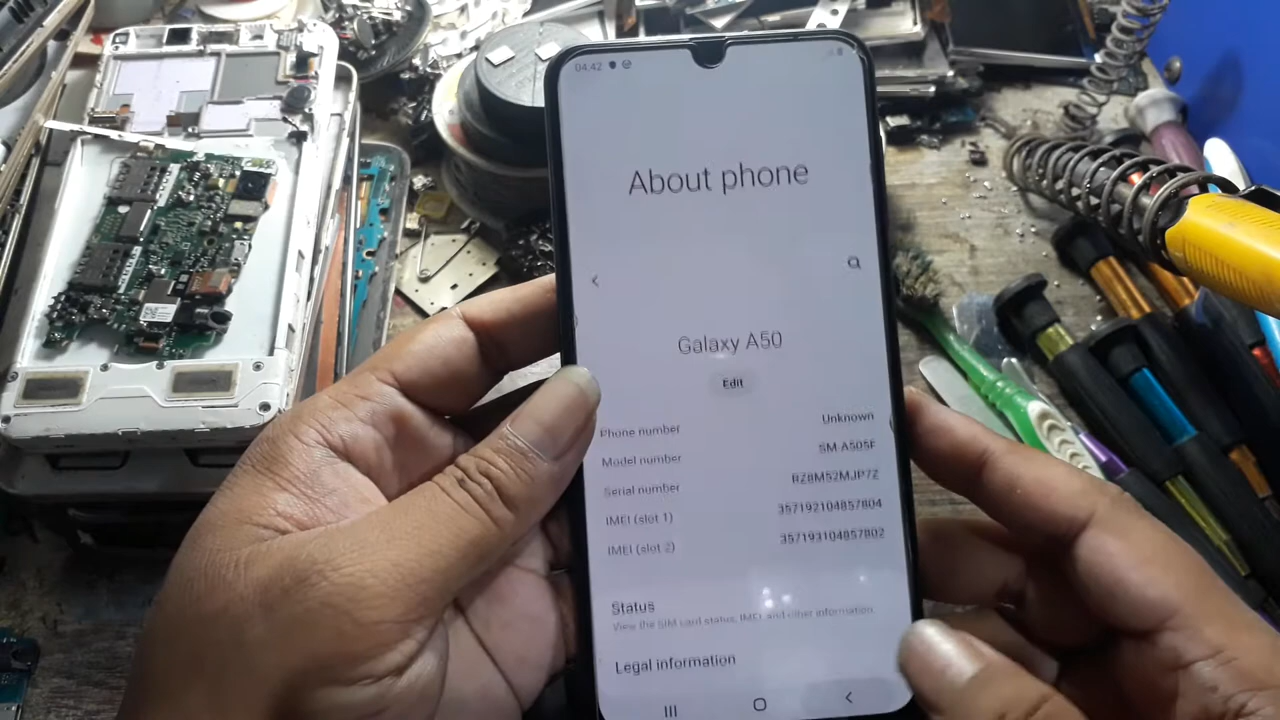 04:42
About phone
Galaxy A50
Edit
Phone number Unknown
Model number SM-A505F
Serial number RZ8M52MJP7Z
IMEI (slot 1) 357192104857804
IMEI (slot 2) 357193104857802
Status
View the SIM card status, IMEI, and other information.
Legal information